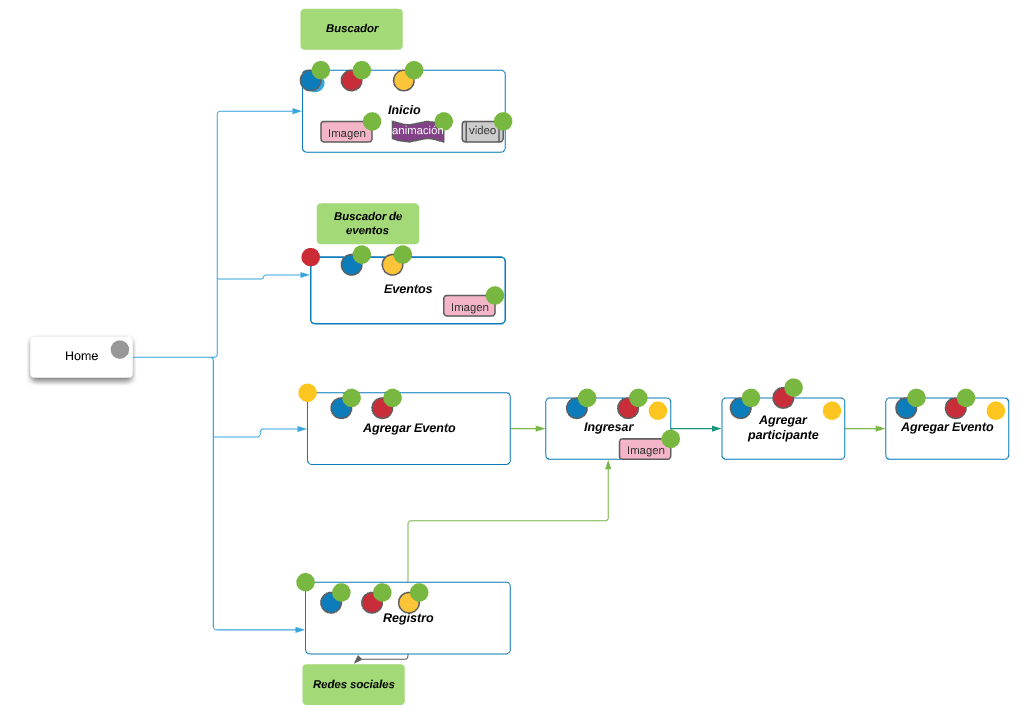 Buscador
Inicio
Imagen
animación
video
Buscador de
eventos
Eventos
Imagen
Home
Agregar Evento
Ingresar
Imagen
Agregar
participante
Agregar Evento
Registro
Redes sociales